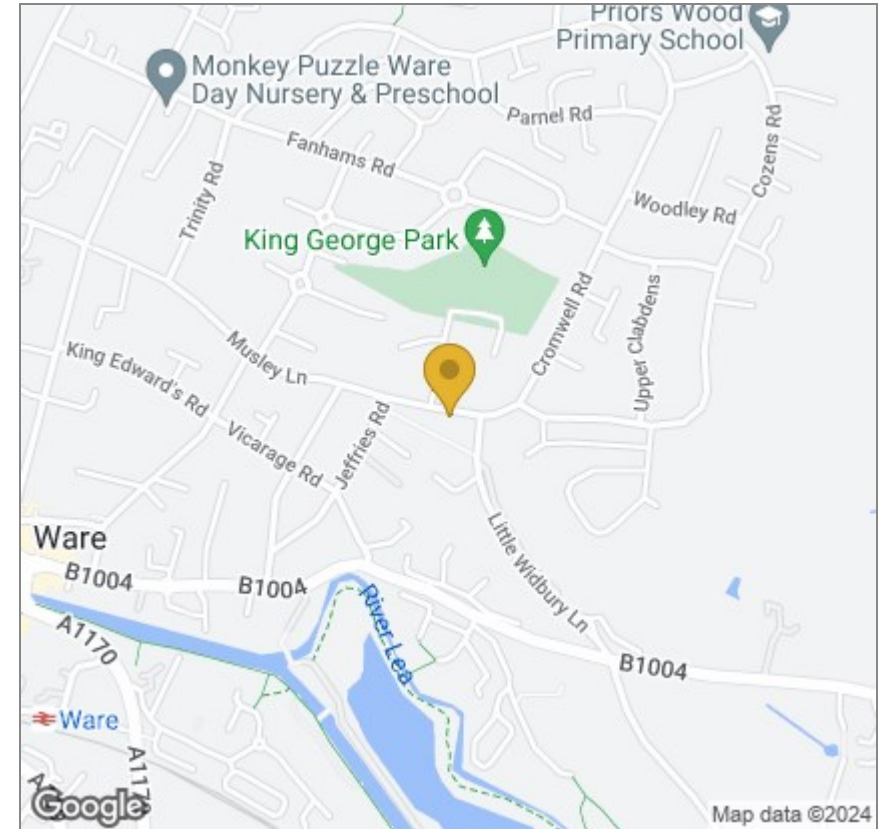 Priors Wood
Primary School
Monkey Puzzle Ware
Day Nursery & Preschool
Parnel Rd
Cozens Rd
Fanhams Rd
Trinity Rd
Woodley Rd
King George Park
Cromwell Rd
Upper Clabdens
Musley Ln
King Edward's Rd
Jeffries Rd
Vicarage Rd
Little Widbury Ln
Ware
B1004
B1004
River Lea
A1170
B1004
Ware
A1170
Google
Map data ©2024